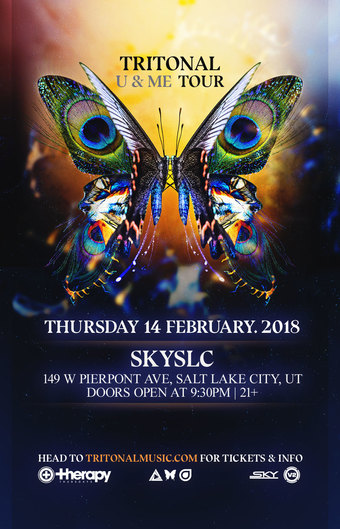 TRITONAL
U & ME TOUR
THURSDAY 14 FEBRUARY. 2018
SKYSLC
149 W PIERPONT AVE, SALT LAKE CITY, UT
DOORS OPEN AT 9:30PM | 21+
HEAD TO TRITONALMUSIC.COM FOR TICKETS & INFO
therapy
SKY V2